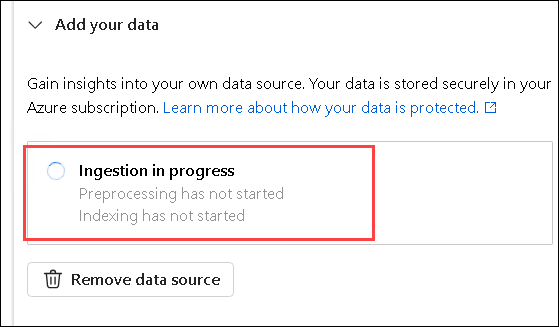 Add your data
Gain insights into your own data source. Your data is stored securely in your
Azure subscription. Learn more about how your data is protected.
Ingestion in progress
Preprocessing has not started
Indexing has not started
Remove data source